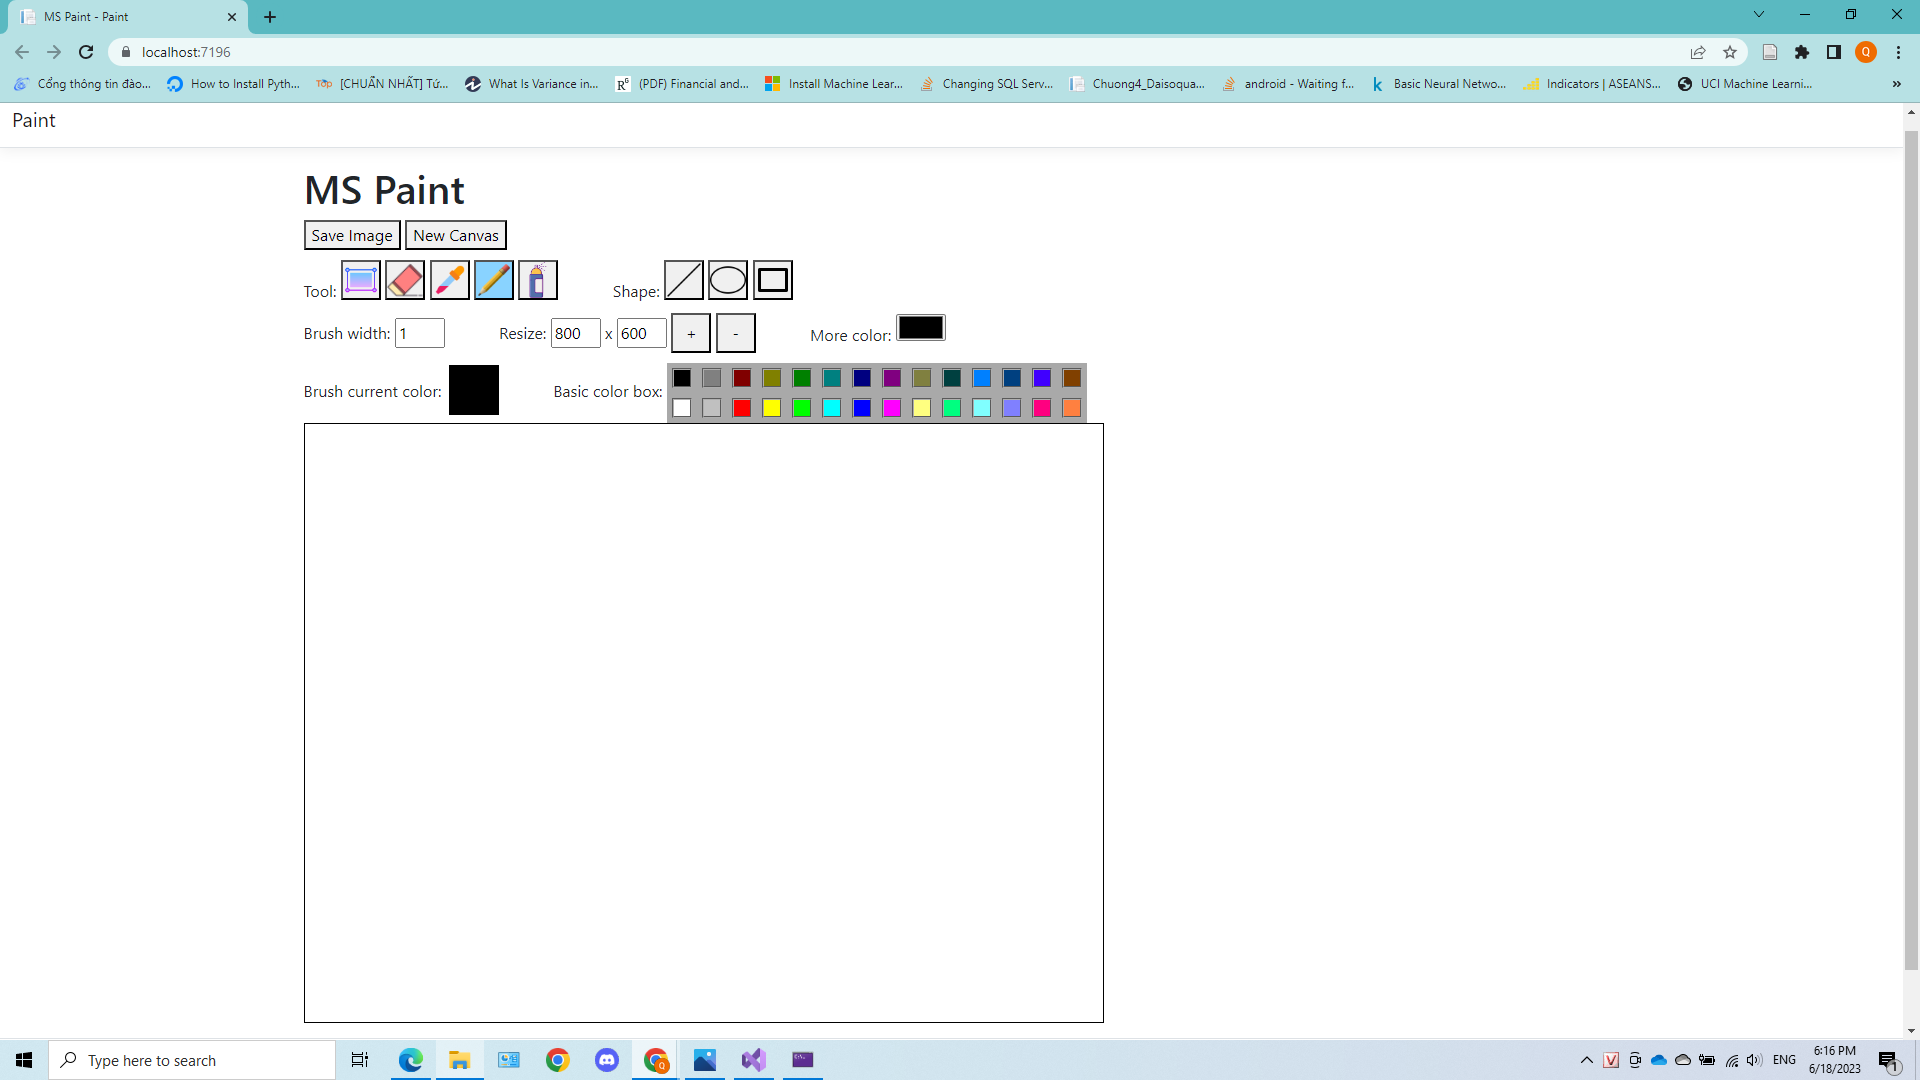 MS Paint - Paint
localhost:7196
Q
Cổng thông tin đào... How to Install Pyth... TOP [CHUẨN NHẤT] Tứ... What Is Variance in... R⁶ (PDF) Financial and... Install Machine Lear... Changing SQL Serv... Chuong4_Daisoqua... android - Waiting f... k Basic Neural Netwo... Indicators | ASEANS... UCI Machine Learni... »
Paint
MS Paint
Save Image New Canvas
Tool: Shape:
Brush width: 1 Resize: 800 x 600 + - More color:
Brush current color: Basic color box:
Type here to search
Q
V
ENG
6:16 PM
6/18/2023
1